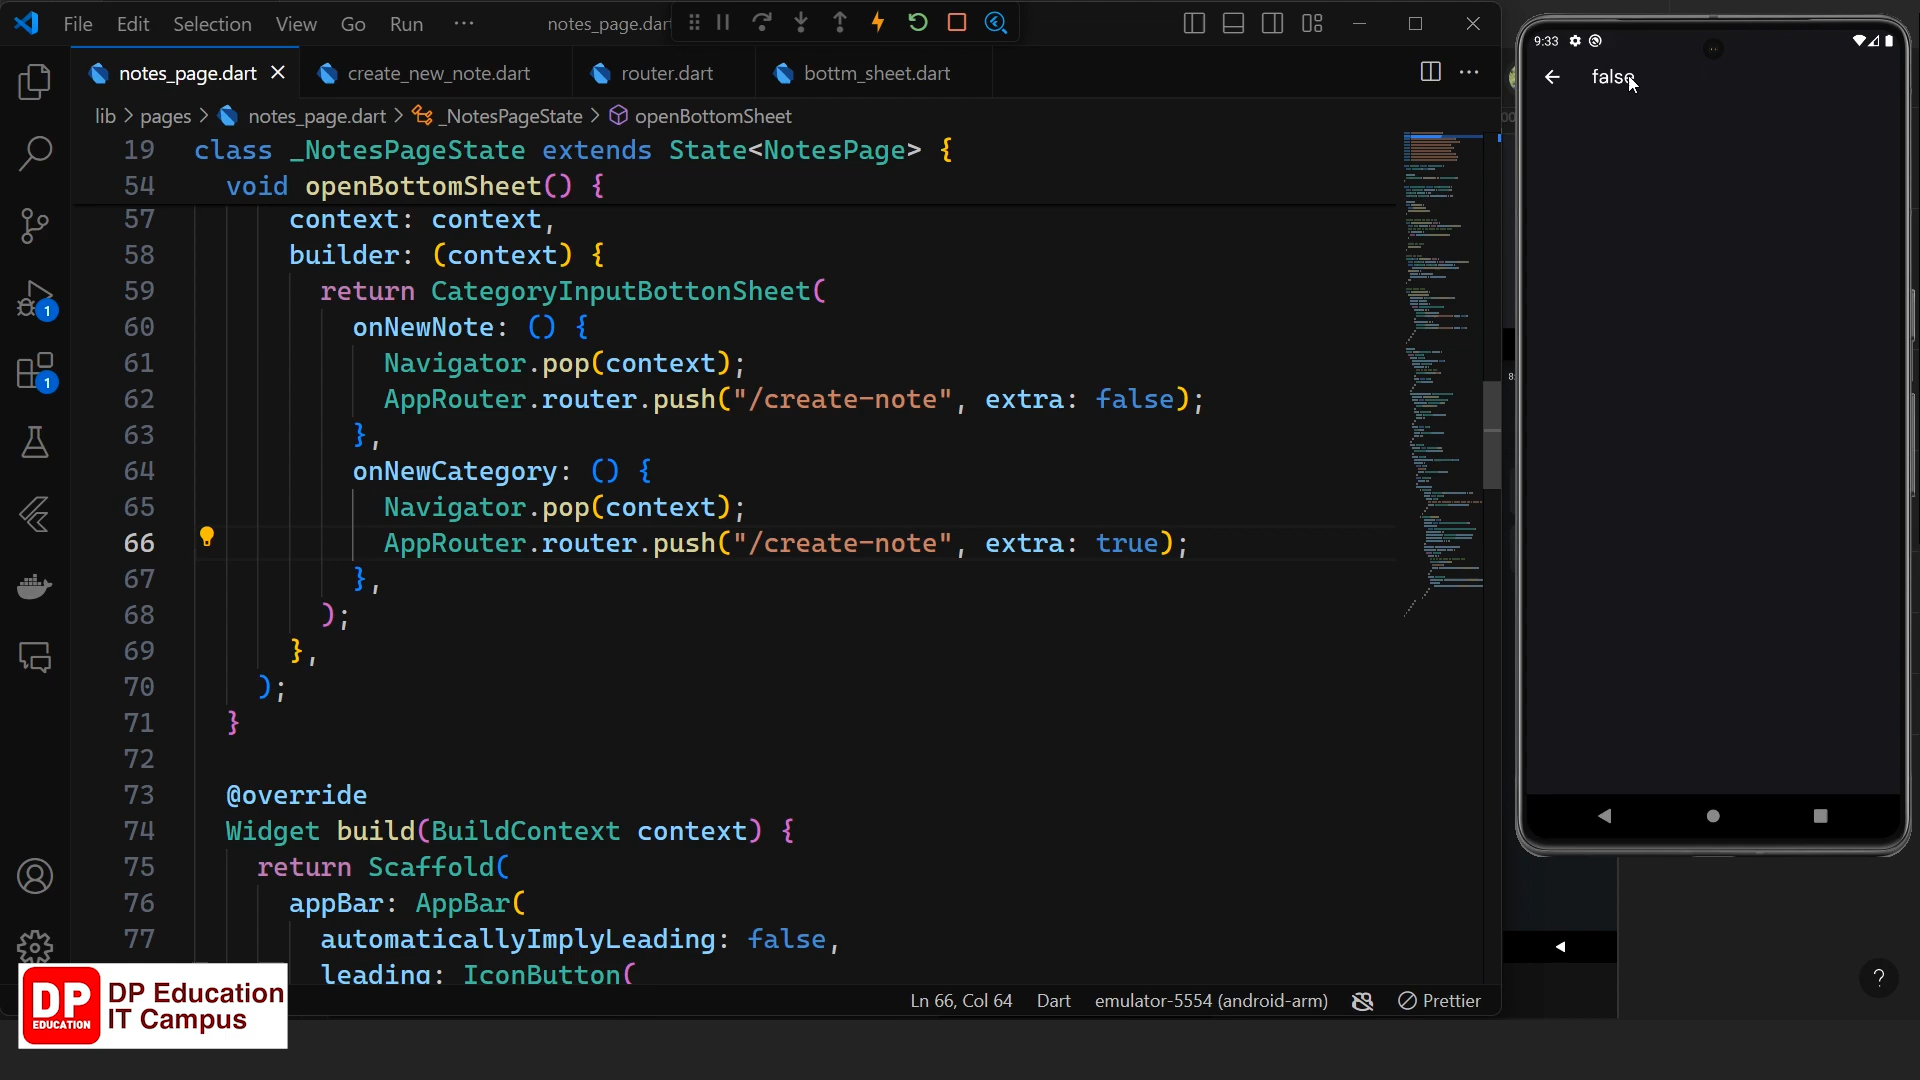 File Edit Selection View Go Run ··· notes_page.dar
notes_page.dart create_new_note.dart router.dart bottm_sheet.dart
lib > pages > notes_page.dart > _NotesPageState > openBottomSheet
19 class _NotesPageState extends State<NotesPage> {
54 void openBottomSheet() {
57 context: context,
58 builder: (context) {
59 return CategoryInputBottonSheet(
60 onNewNote: () {
61 Navigator.pop(context);
62 AppRouter.router.push("/create-note", extra: false);
63 },
64 onNewCategory: () {
65 Navigator.pop(context);
66 AppRouter.router.push("/create-note", extra: true);
67 },
68 );
69 },
70 );
71 }
72
73 @override
74 Widget build(BuildContext context) {
75 return Scaffold(
76 appBar: AppBar(
77 automaticallyImplyLeading: false,
leading: IconButton(
1
1
Ln 66, Col 64 Dart emulator-5554 (android-arm) Prettier
9:33
false
DP
EDUCATION
DP Education
IT Campus
?